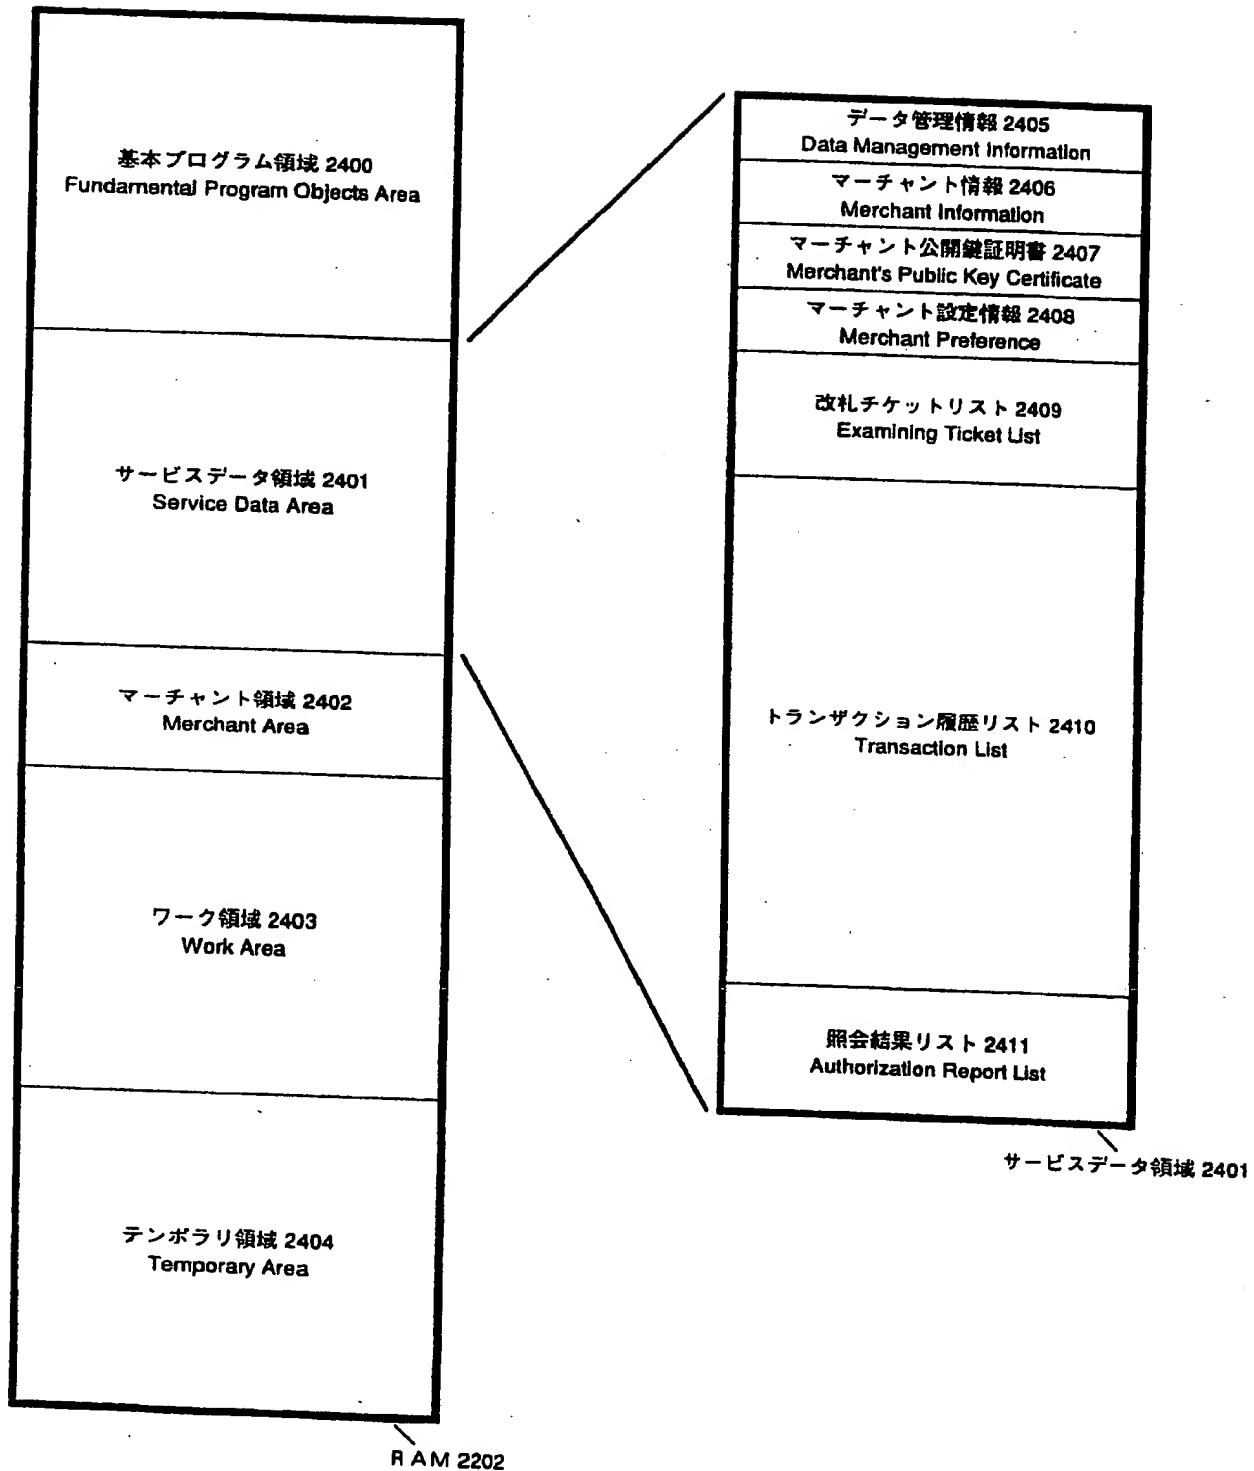 基本プログラム領域 2400
Fundamental Program Objects Area
サービスデータ領域 2401
Service Data Area
マーチャント領域 2402
Merchant Area
ワーク領域 2403
Work Area
テンポラリ領域 2404
Temporary Area
RAM 2202
データ管理情報 2405
Data Management Information
マーチャント情報 2406
Merchant Information
マーチャント公開鍵証明書 2407
Merchant's Public Key Certificate
マーチャント設定情報 2408
Merchant Preference
改札チケットリスト 2409
Examining Ticket List
トランザクション履歴リスト 2410
Transaction List
照会結果リスト 2411
Authorization Report List
サービスデータ領域 2401